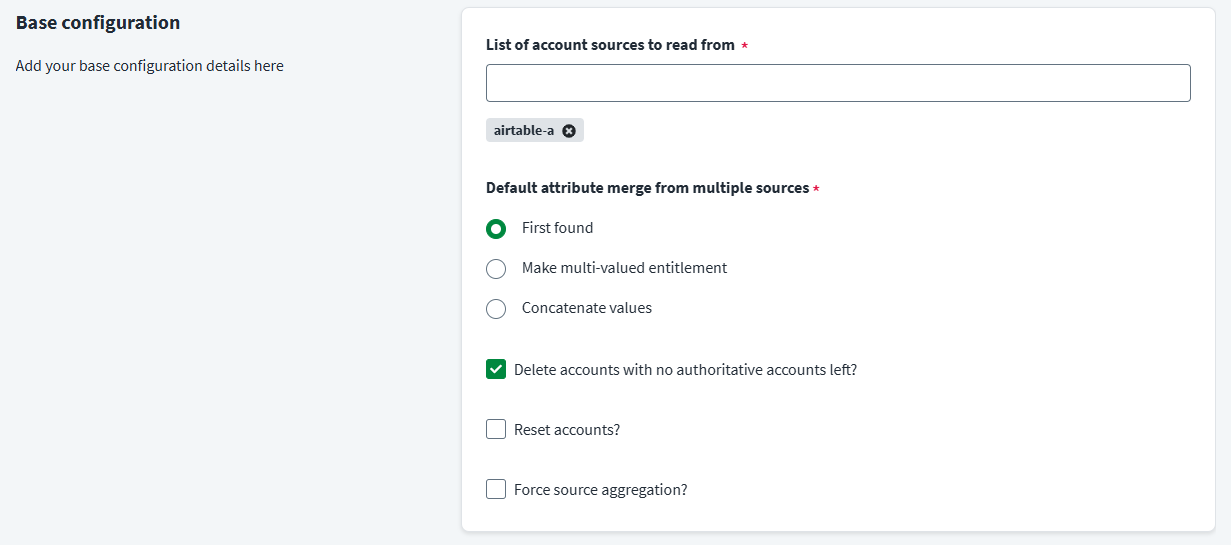 Base configuration
Add your base configuration details here
List of account sources to read from *
airtable-a
Default attribute merge from multiple sources *
First found
Make multi-valued entitlement
Concatenate values
Delete accounts with no authoritative accounts left?
Reset accounts?
Force source aggregation?